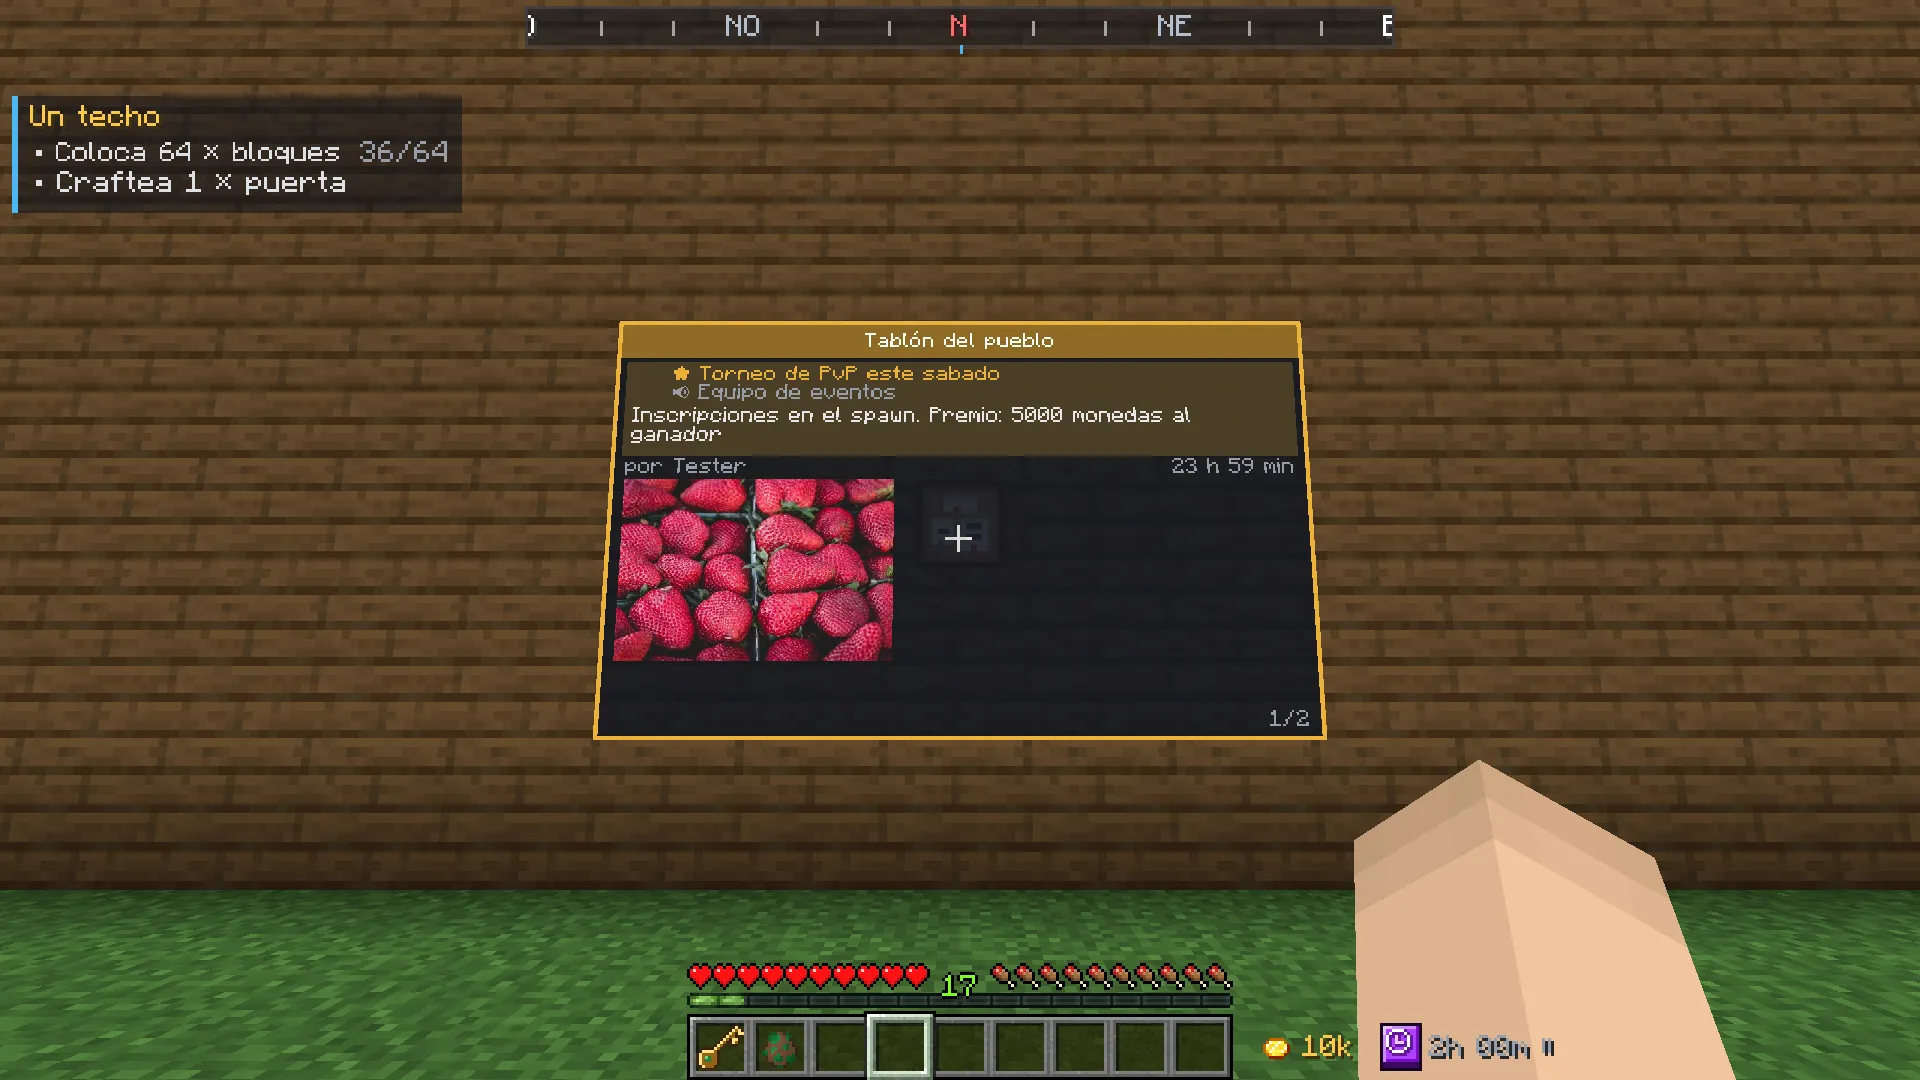 NO N NE E
Un techo
▪ Coloca 64 × bloques 36/64
▪ Craftea 1 × puerta
Tablón del pueblo
Torneo de PvP este sabado
Equipo de eventos
Inscripciones en el spawn. Premio: 5000 monedas al
ganador
por Tester 23 h 59 min
1/2
17
10k 2h 00m